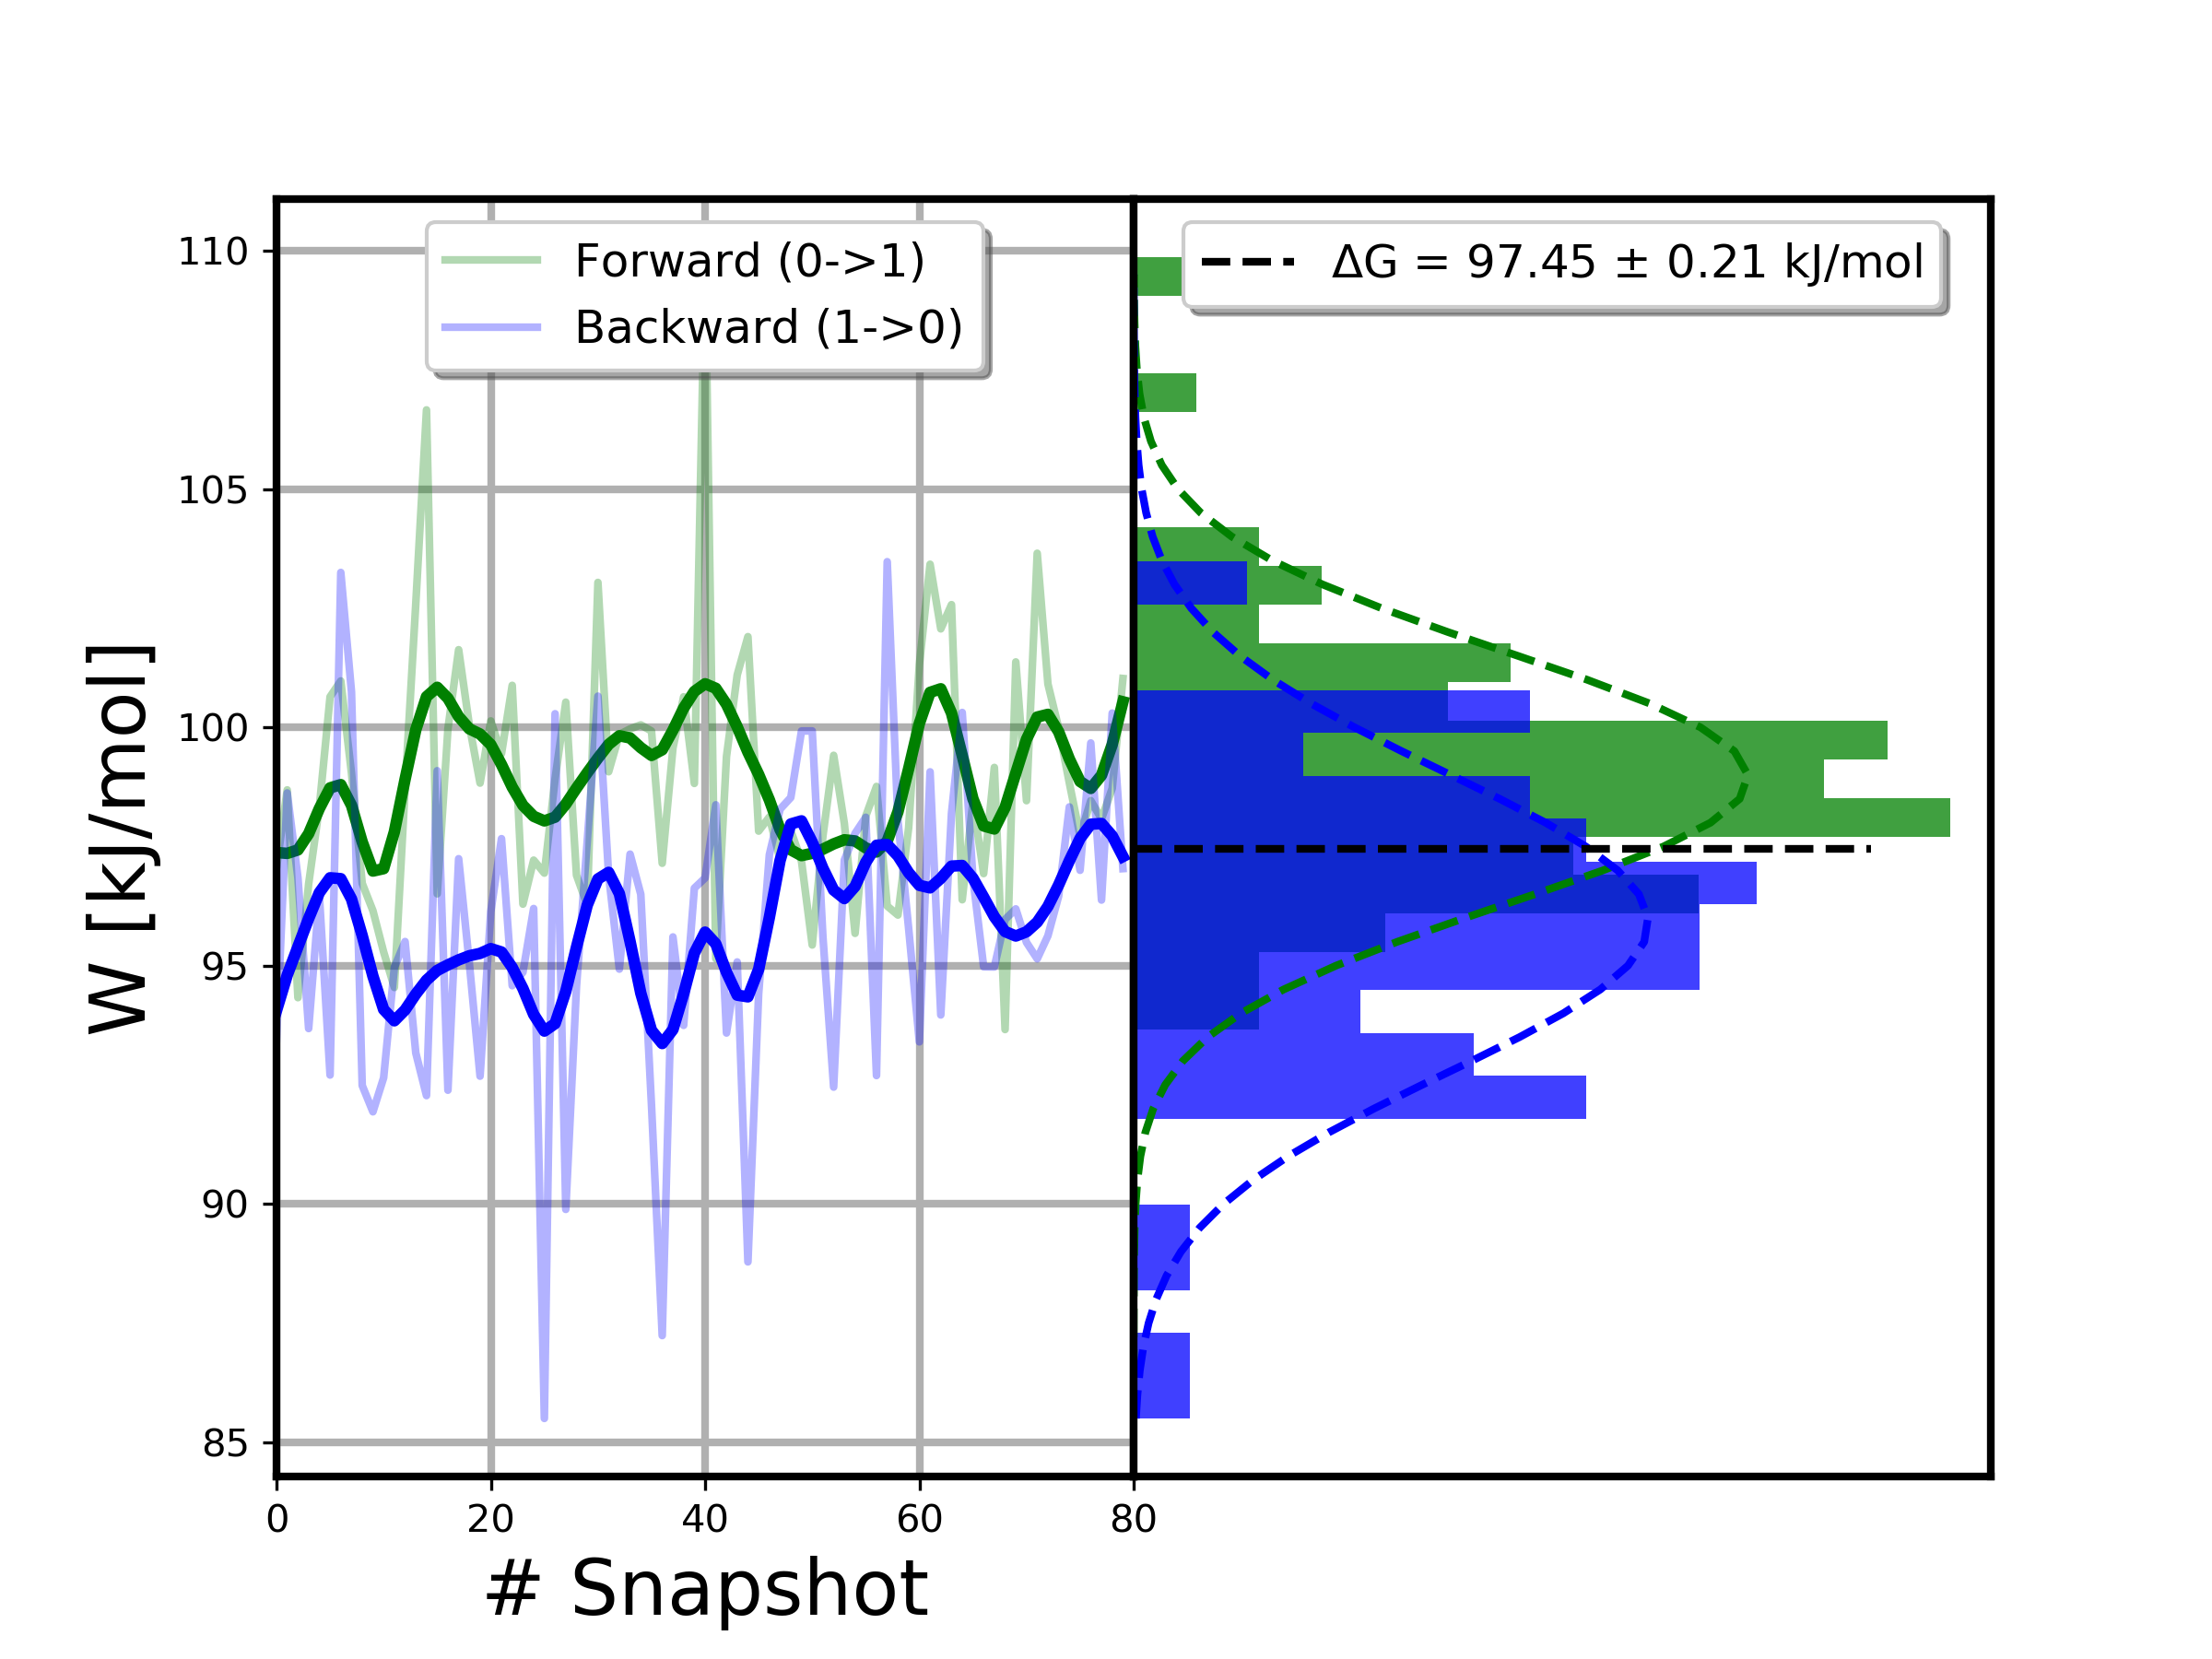 Forward (0->1)
Backward (1->0)
ΔG = 97.45 ± 0.21 kJ/mol
110
105
100
95
90
85
W [kJ/mol]
0 20 40 60 80
# Snapshot